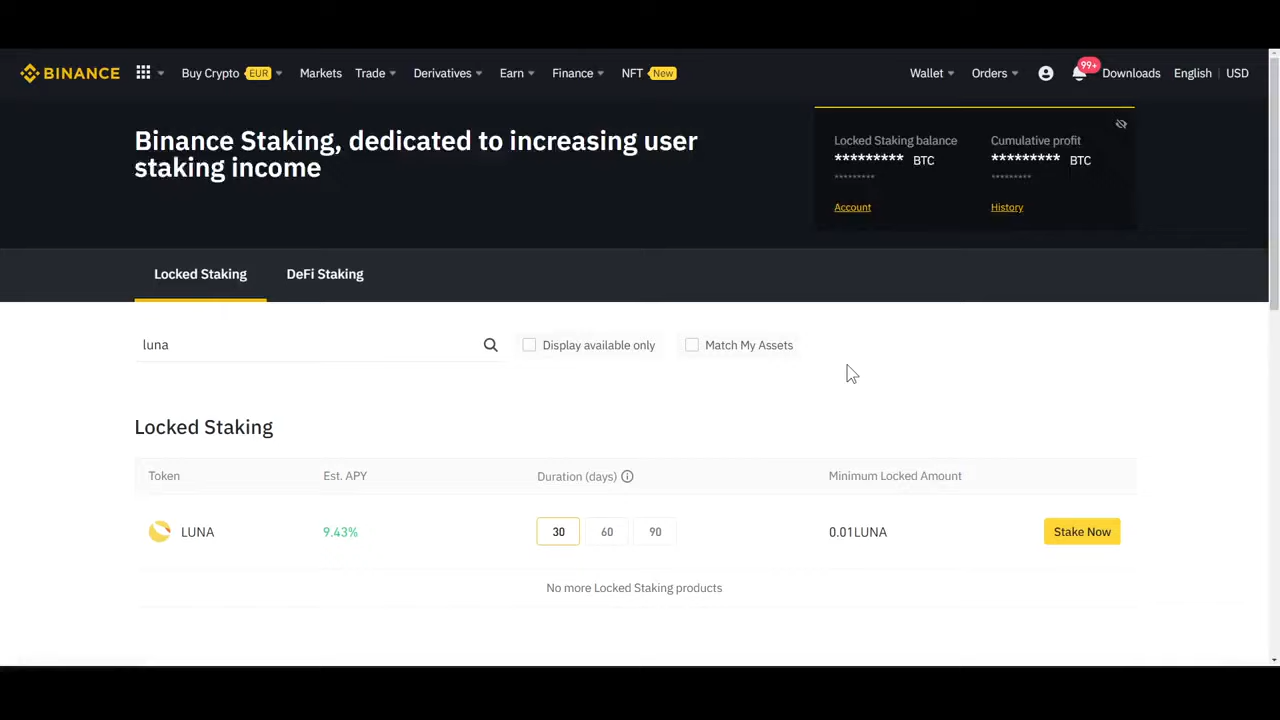 BINANCE Buy Crypto EUR Markets Trade Derivatives Earn Finance NFT New Wallet Orders 99+ Downloads English USD
Binance Staking, dedicated to increasing user
staking income
Locked Staking balance Cumulative profit
********* BTC ********* BTC
********* *********
Account History
Locked Staking DeFi Staking
luna Display available only Match My Assets
Locked Staking
Token Est. APY Duration (days) Minimum Locked Amount
LUNA 9.43% 30 60 90 0.01LUNA Stake Now
No more Locked Staking products